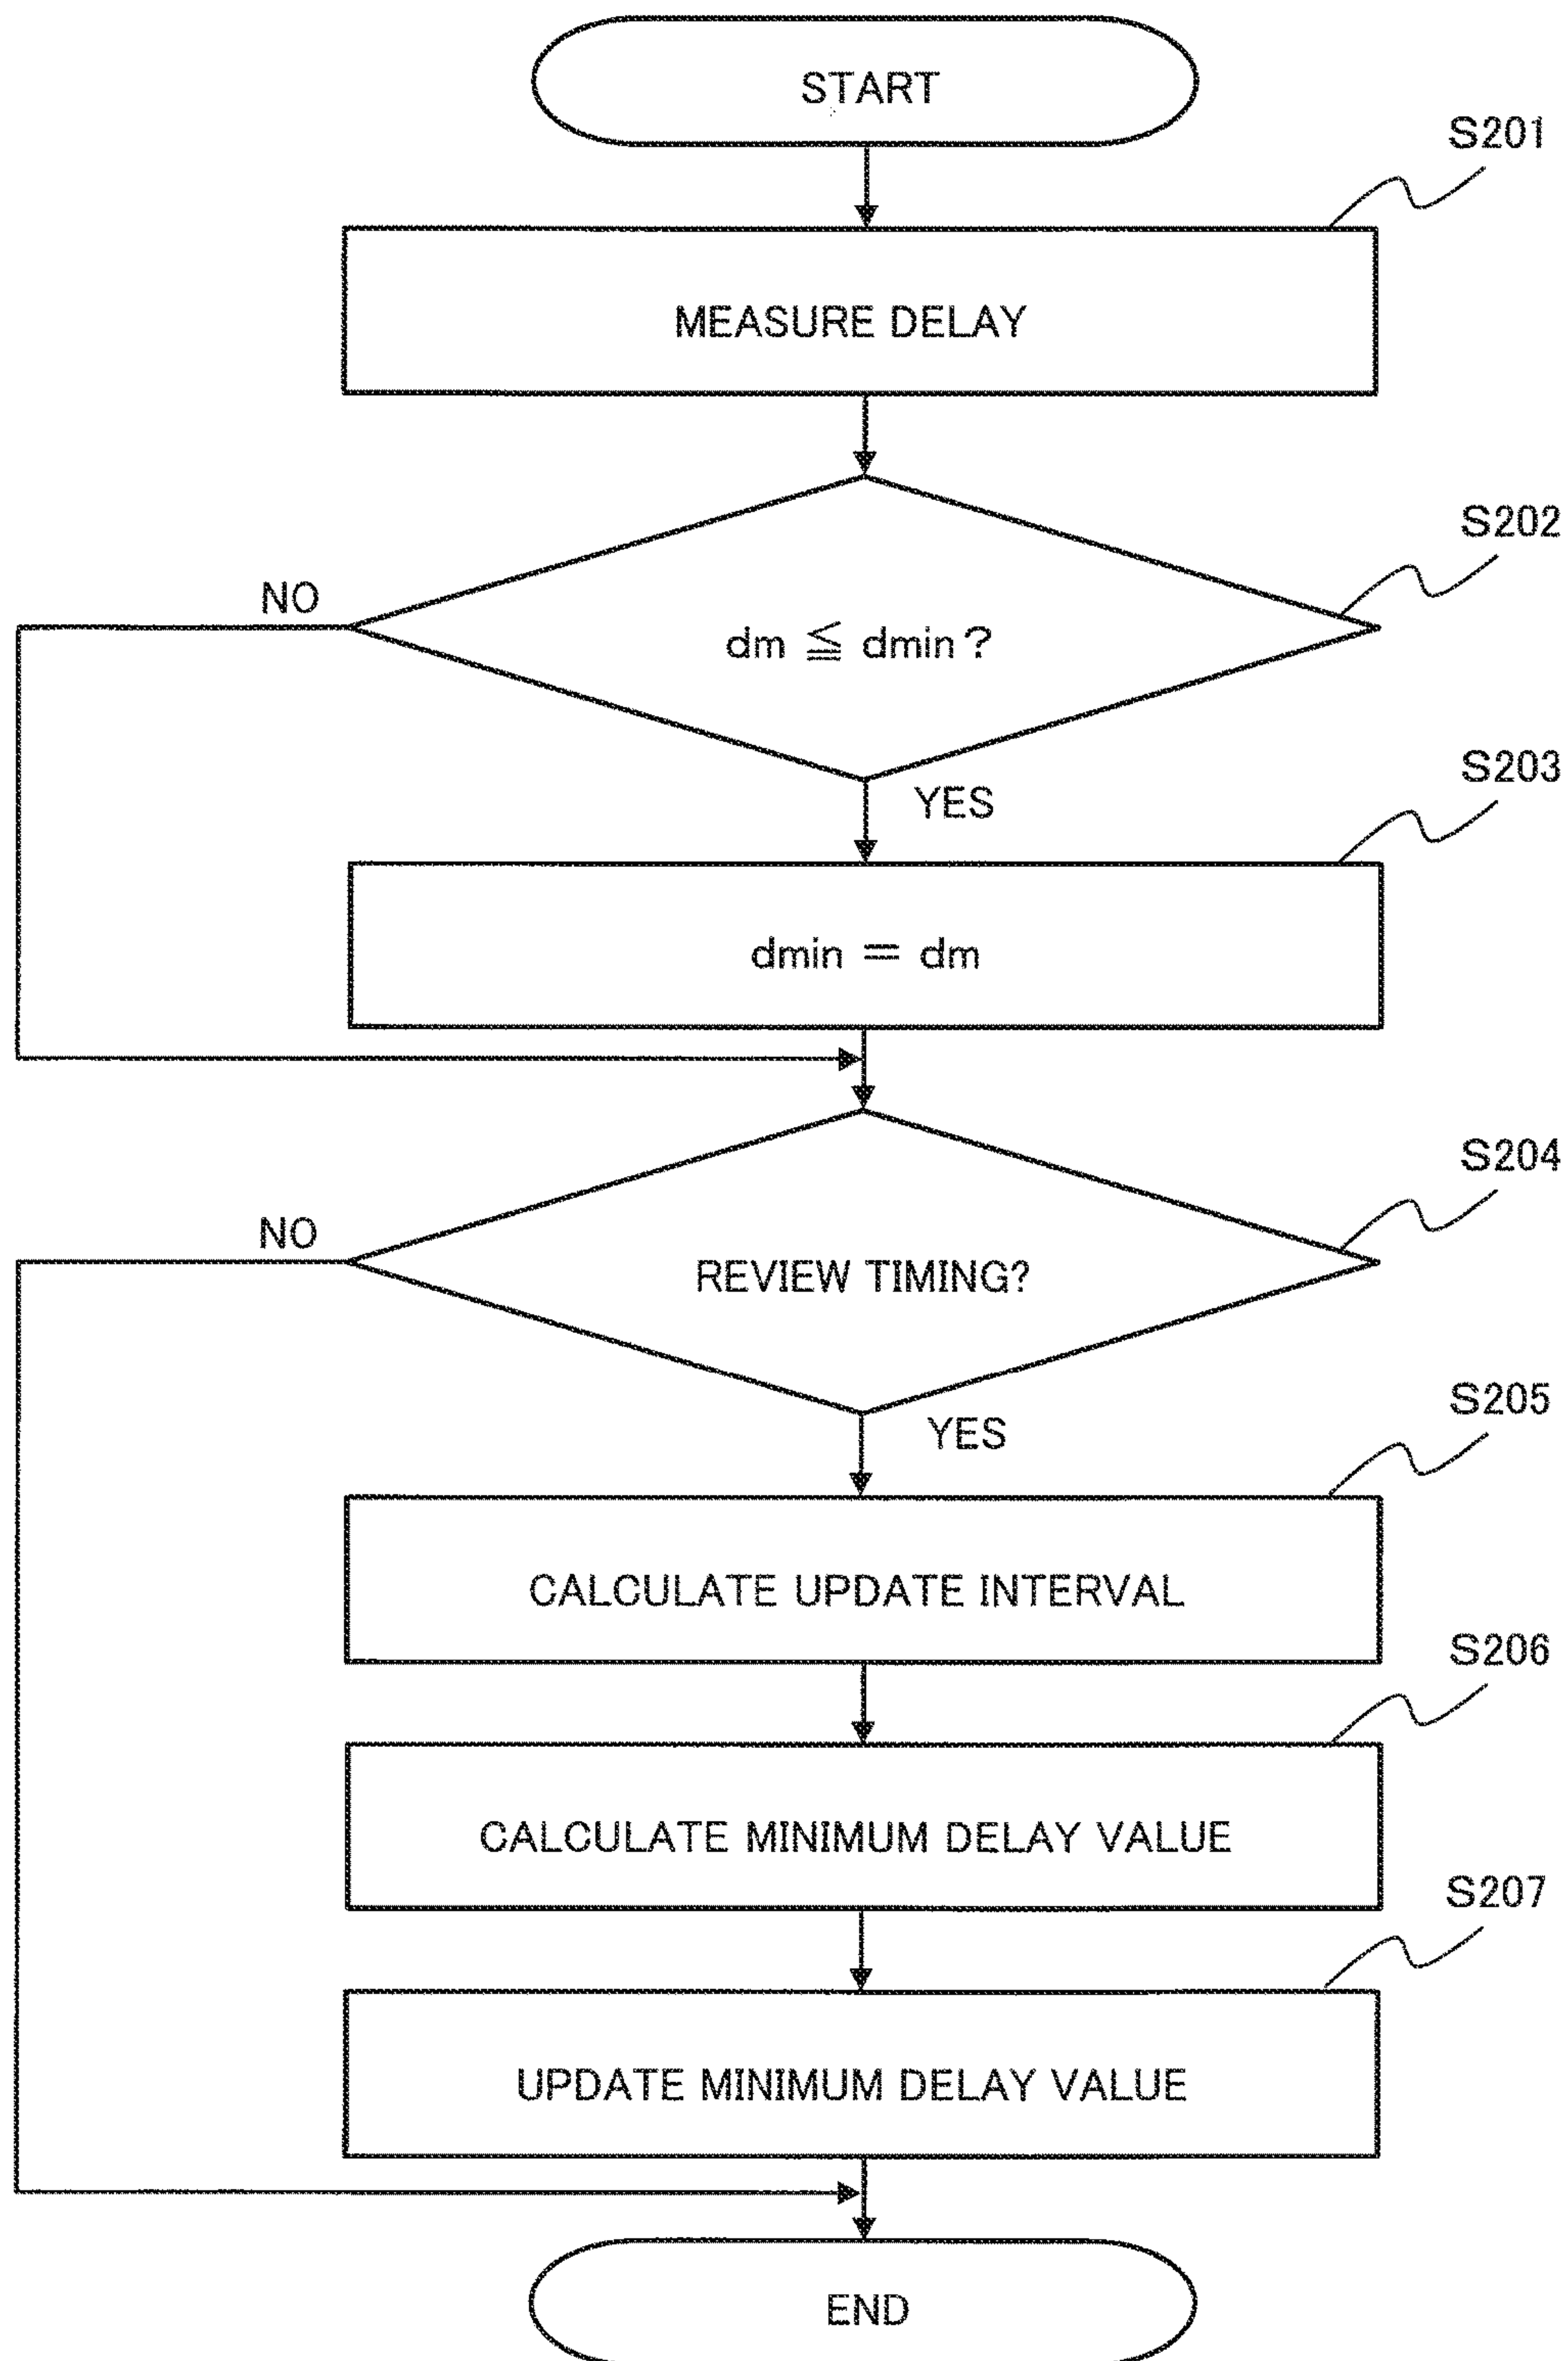 START
S201
MEASURE DELAY
S202
NO
dm ≦ dmin?
YES
S203
dmin = dm
S204
NO
REVIEW TIMING?
YES
S205
CALCULATE UPDATE INTERVAL
S206
CALCULATE MINIMUM DELAY VALUE
S207
UPDATE MINIMUM DELAY VALUE
END